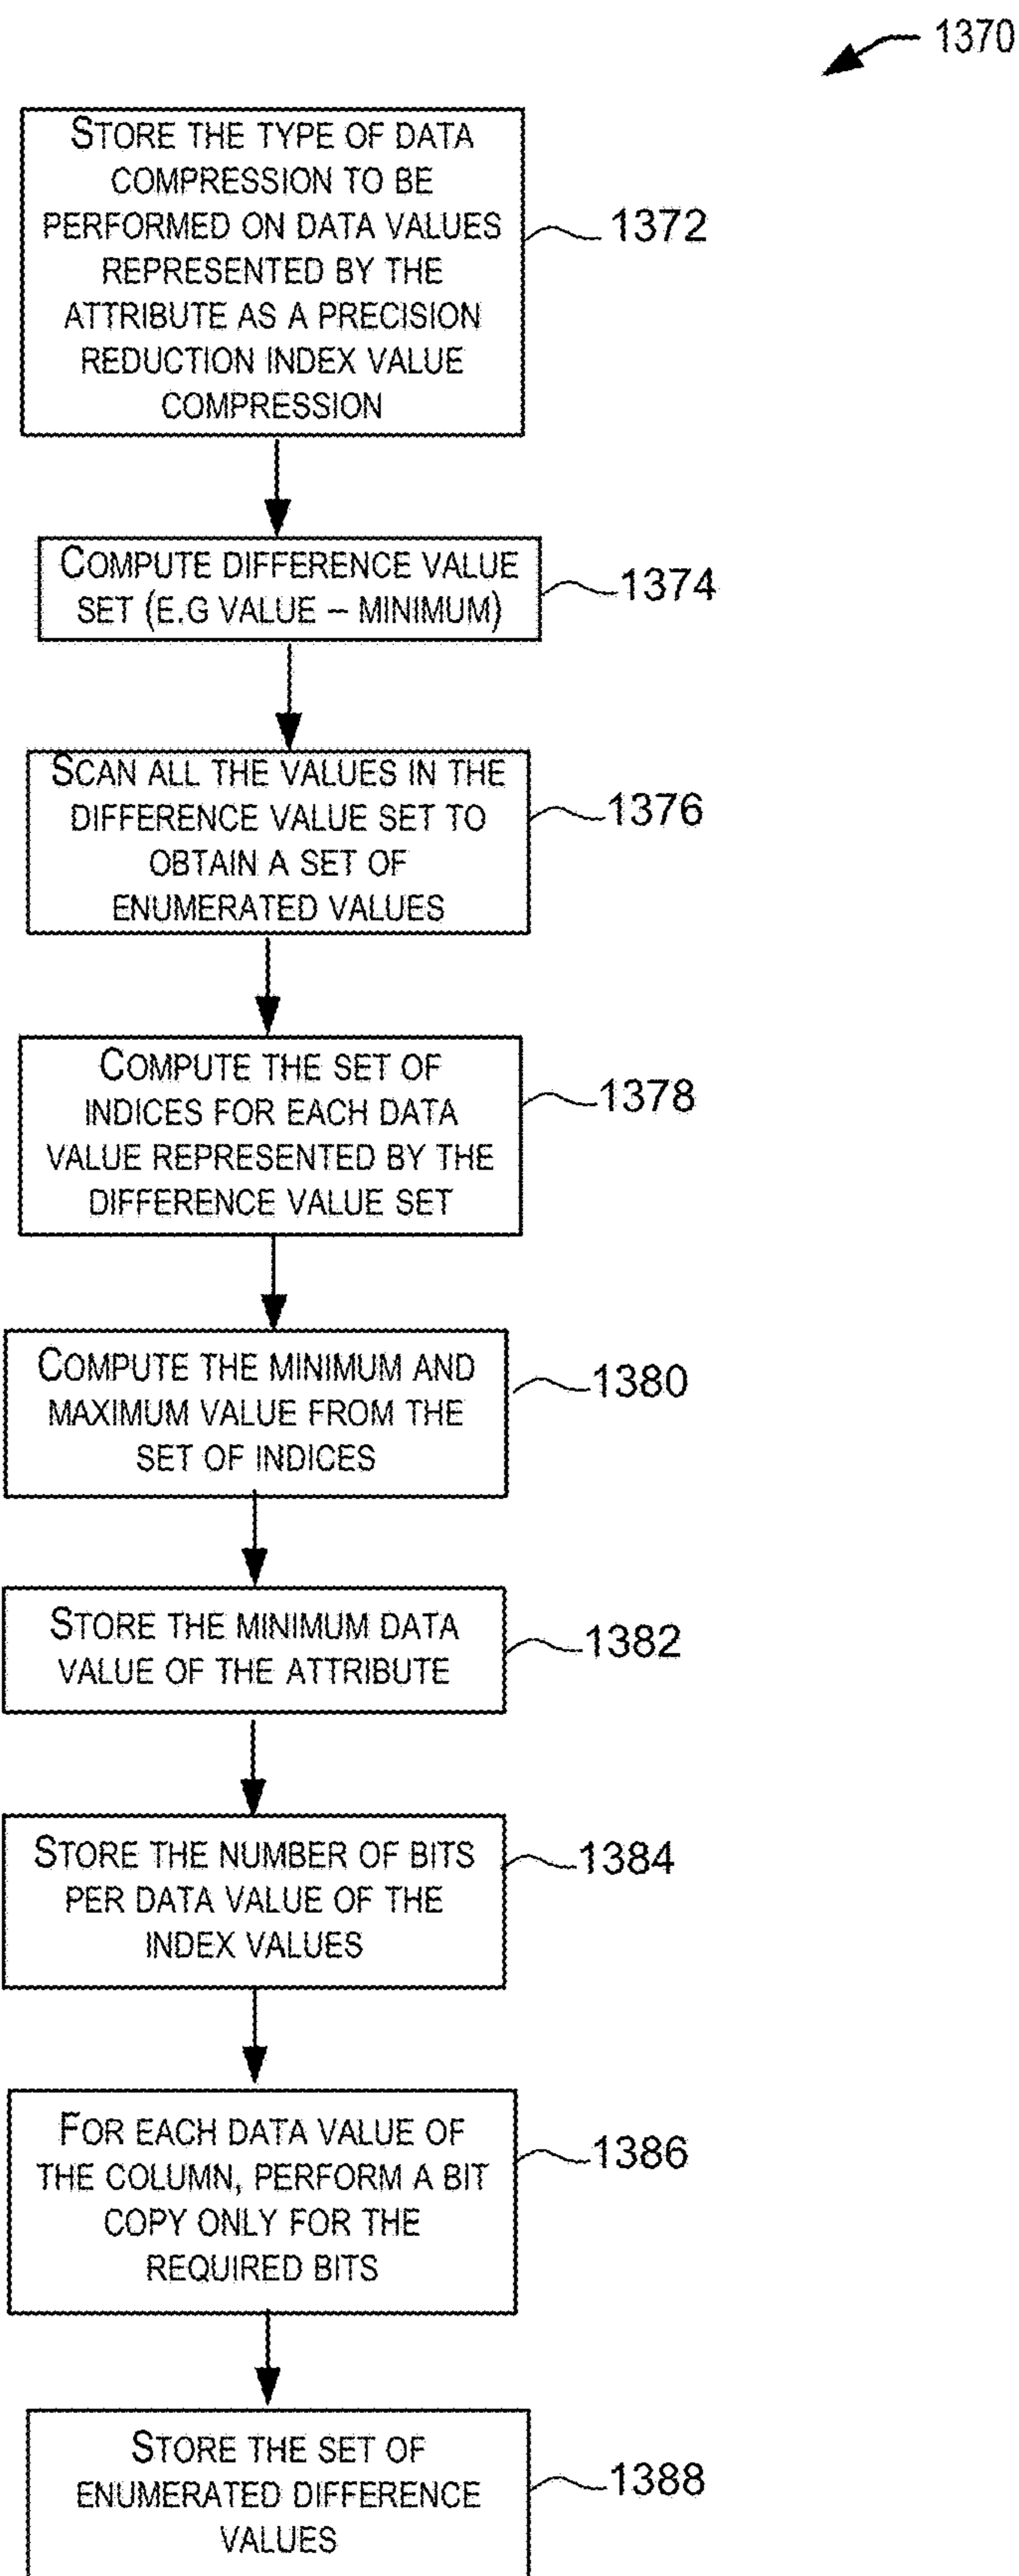 1370
STORE THE TYPE OF DATA
COMPRESSION TO BE
PERFORMED ON DATA VALUES
REPRESENTED BY THE
ATTRIBUTE AS A PRECISION
REDUCTION INDEX VALUE
COMPRESSION
1372
COMPUTE DIFFERENCE VALUE
SET (E.G VALUE – MINIMUM)
1374
SCAN ALL THE VALUES IN THE
DIFFERENCE VALUE SET TO
OBTAIN A SET OF
ENUMERATED VALUES
1376
COMPUTE THE SET OF
INDICES FOR EACH DATA
VALUE REPRESENTED BY THE
DIFFERENCE VALUE SET
1378
COMPUTE THE MINIMUM AND
MAXIMUM VALUE FROM THE
SET OF INDICES
1380
STORE THE MINIMUM DATA
VALUE OF THE ATTRIBUTE
1382
STORE THE NUMBER OF BITS
PER DATA VALUE OF THE
INDEX VALUES
1384
FOR EACH DATA VALUE OF
THE COLUMN, PERFORM A BIT
COPY ONLY FOR THE
REQUIRED BITS
1386
STORE THE SET OF
ENUMERATED DIFFERENCE
VALUES
1388